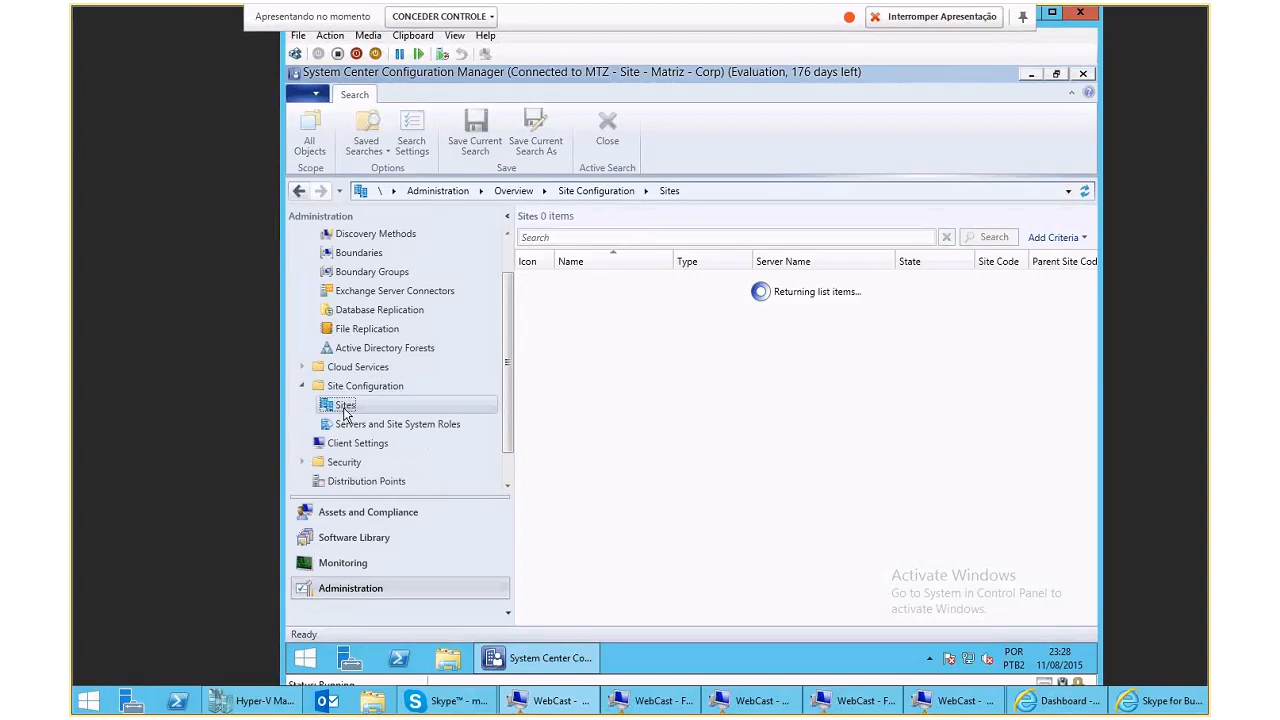 Apresentando no momento CONCEDER CONTROLE Interromper Apresentação
File Action Media Clipboard View Help
System Center Configuration Manager (Connected to MTZ - Site - Matriz - Corp) (Evaluation, 176 days left)
Search
All Objects
Saved Searches
Search Settings
Save Current Search
Save Current Search As
Close
Scope Options Save Active Search
\ Administration Overview Site Configuration Sites
Administration
Discovery Methods
Boundaries
Boundary Groups
Exchange Server Connectors
Database Replication
File Replication
Active Directory Forests
Cloud Services
Site Configuration
Sites
Servers and Site System Roles
Client Settings
Security
Distribution Points
Assets and Compliance
Software Library
Monitoring
Administration
Sites 0 items
Search Search Add Criteria
Icon Name Type Server Name State Site Code Parent Site Cod
Returning list items...
Activate Windows
Go to System in Control Panel to
activate Windows.
Ready
System Center Co...
POR 23:28
PTB2 11/08/2015
Status: Running
Hyper-V Ma... Skype™ - ... WebCast - ... WebCast - F... WebCast - ... WebCast - F... WebCast - ... Dashboard -... Skype for Bu...